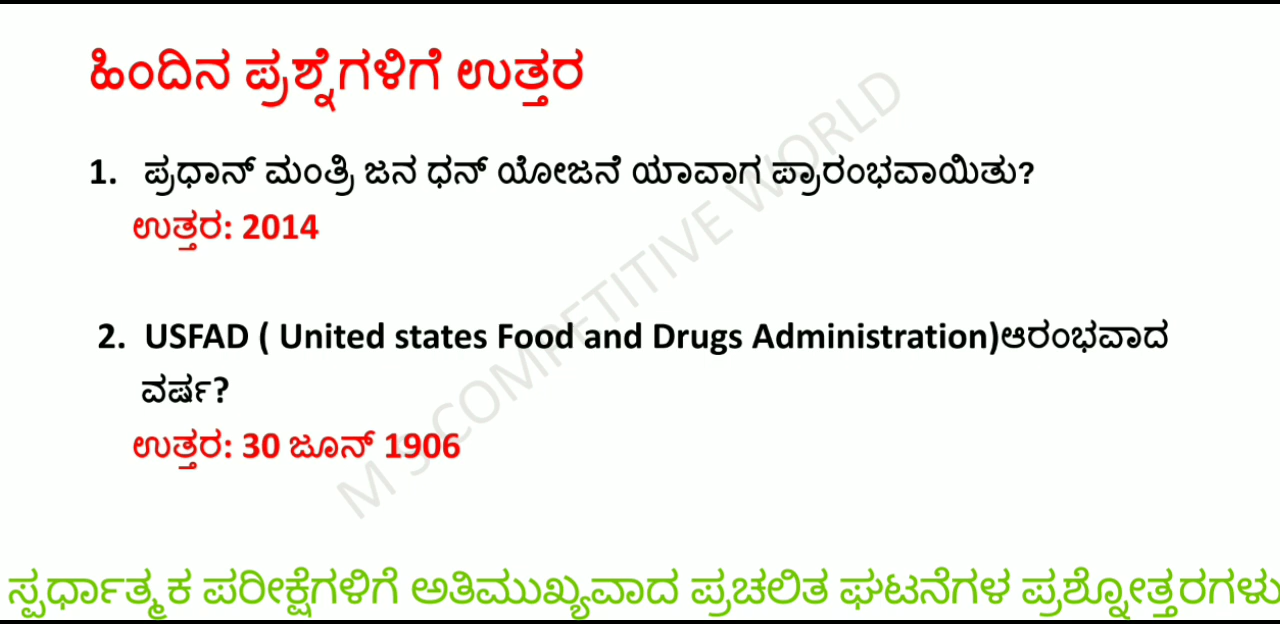 ಹಿಂದಿನ ಪ್ರಶ್ನೆಗಳಿಗೆ ಉತ್ತರ
1. ಪ್ರಧಾನ್ ಮಂತ್ರಿ ಜನ ಧನ್ ಯೋಜನೆ ಯಾವಾಗ ಪ್ರಾರಂಭವಾಯಿತು?
ಉತ್ತರ: 2014
2. USFAD ( United states Food and Drugs Administration)ಆರಂಭವಾದ
ವರ್ಷ?
ಉತ್ತರ: 30 ಜೂನ್ 1906
M S COMPETITIVE WORLD
ಸ್ಪರ್ಧಾತ್ಮಕ ಪರೀಕ್ಷೆಗಳಿಗೆ ಅತಿಮುಖ್ಯವಾದ ಪ್ರಚಲಿತ ಘಟನೆಗಳ ಪ್ರಶ್ನೋತ್ತರಗಳು